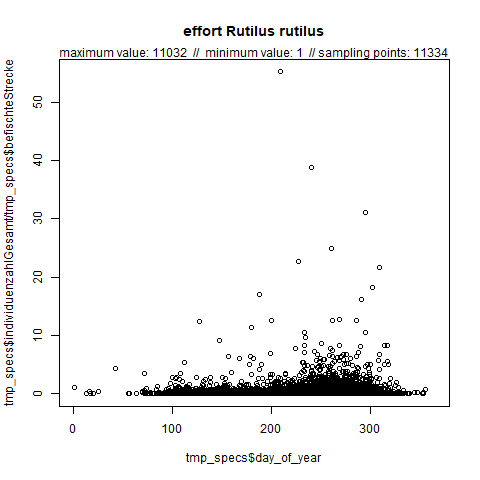 effort Rutilus rutilus
maximum value: 11032 // minimum value: 1 // sampling points: 11334
tmp_specs$individuenzahlGesamt/tmp_specs$befischteStrecke
50
40
30
20
10
0
0 100 200 300
tmp_specs$day_of_year